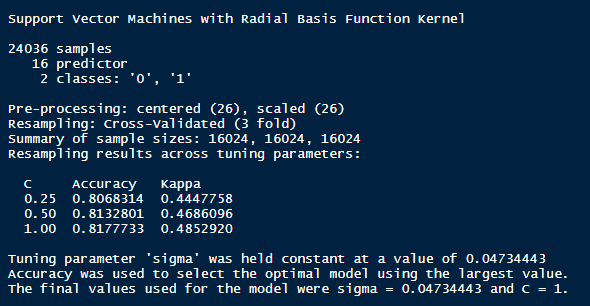 Support Vector Machines with Radial Basis Function Kernel
24036 samples
16 predictor
2 classes: '0', '1'
Pre-processing: centered (26), scaled (26)
Resampling: Cross-Validated (3 fold)
Summary of sample sizes: 16024, 16024, 16024
Resampling results across tuning parameters:
C Accuracy Kappa
0.25 0.8068314 0.4447758
0.50 0.8132801 0.4686096
1.00 0.8177733 0.4852920
Tuning parameter 'sigma' was held constant at a value of 0.04734443
Accuracy was used to select the optimal model using the largest value.
The final values used for the model were sigma = 0.04734443 and C = 1.